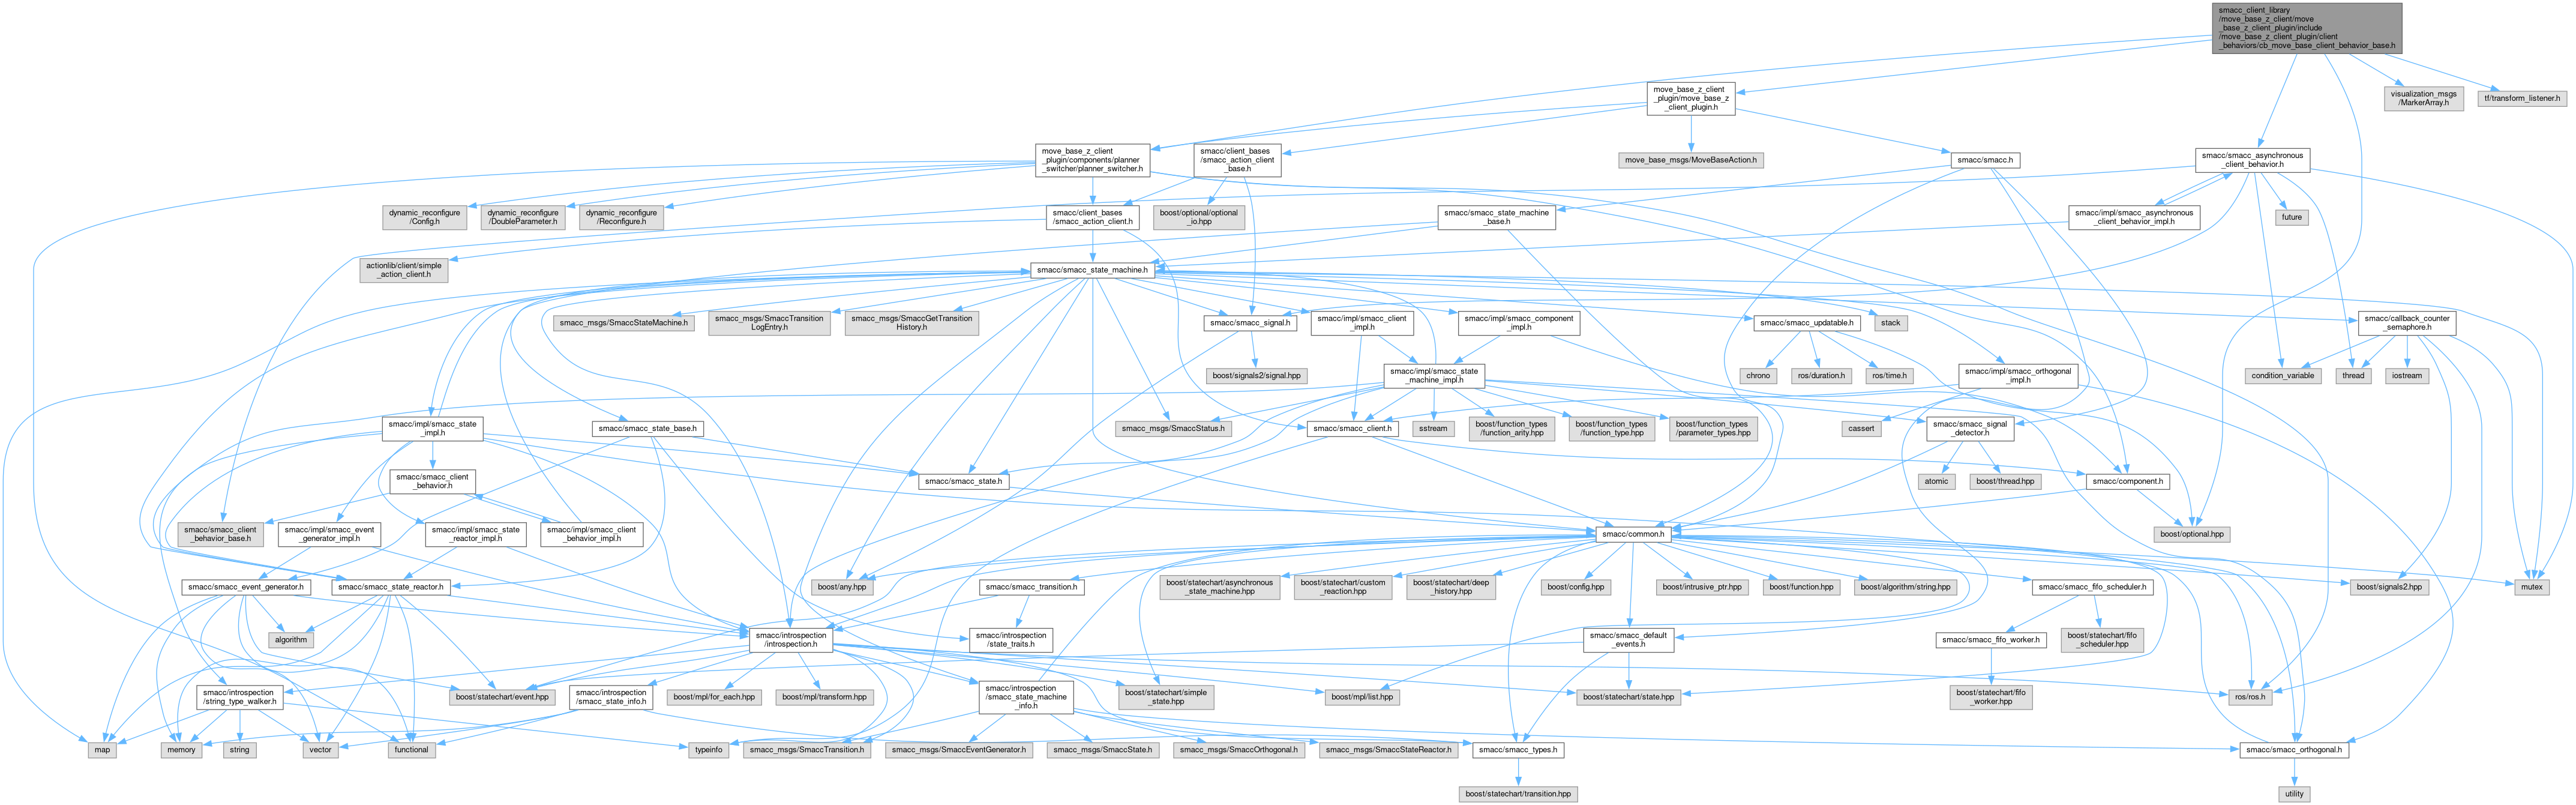 smacc_client_library
/move_base_z_client/move
_base_z_client_plugin/include
/move_base_z_client_plugin/client
_behaviors/cb_move_base_client_behavior_base.h
move_base_z_client
_plugin/move_base_z
_client_plugin.h
visualization_msgs
/MarkerArray.h
tf/transform_listener.h
move_base_z_client
_plugin/components/planner
_switcher/planner_switcher.h
smacc/client_bases
/smacc_action_client
_base.h
move_base_msgs/MoveBaseAction.h
smacc/smacc.h
smacc/smacc_asynchronous
_client_behavior.h
dynamic_reconfigure
/Config.h
dynamic_reconfigure
/DoubleParameter.h
dynamic_reconfigure
/Reconfigure.h
smacc/client_bases
/smacc_action_client.h
boost/optional/optional
_io.hpp
smacc/smacc_state_machine
_base.h
smacc/impl/smacc_asynchronous
_client_behavior_impl.h
future
actionlib/client/simple
_action_client.h
smacc/smacc_state_machine.h
smacc_msgs/SmaccStateMachine.h
smacc_msgs/SmaccTransition
LogEntry.h
smacc_msgs/SmaccGetTransition
History.h
smacc/smacc_signal.h
smacc/impl/smacc_client
_impl.h
smacc/impl/smacc_component
_impl.h
smacc/smacc_updatable.h
stack
smacc/callback_counter
_semaphore.h
boost/signals2/signal.hpp
smacc/impl/smacc_state
_machine_impl.h
chrono
ros/duration.h
ros/time.h
smacc/impl/smacc_orthogonal
_impl.h
condition_variable
thread
iostream
smacc/impl/smacc_state
_impl.h
smacc/smacc_state_base.h
smacc_msgs/SmaccStatus.h
smacc/smacc_client.h
sstream
boost/function_types
/function_arity.hpp
boost/function_types
/function_type.hpp
boost/function_types
/parameter_types.hpp
cassert
smacc/smacc_signal
_detector.h
smacc/smacc_client
_behavior.h
smacc/smacc_state.h
atomic
boost/thread.hpp
smacc/component.h
smacc/smacc_client
_behavior_base.h
smacc/impl/smacc_event
_generator_impl.h
smacc/impl/smacc_state
_reactor_impl.h
smacc/impl/smacc_client
_behavior_impl.h
smacc/common.h
boost/optional.hpp
smacc/smacc_event_generator.h
smacc/smacc_state_reactor.h
boost/any.hpp
smacc/smacc_transition.h
boost/statechart/asynchronous
_state_machine.hpp
boost/statechart/custom
_reaction.hpp
boost/statechart/deep
_history.hpp
boost/config.hpp
boost/intrusive_ptr.hpp
boost/function.hpp
boost/algorithm/string.hpp
smacc/smacc_fifo_scheduler.h
boost/signals2.hpp
mutex
algorithm
smacc/introspection
/introspection.h
smacc/introspection
/state_traits.h
smacc/smacc_default
_events.h
smacc/smacc_fifo_worker.h
boost/statechart/fifo
_scheduler.hpp
smacc/introspection
/string_type_walker.h
boost/statechart/event.hpp
smacc/introspection
/smacc_state_info.h
boost/mpl/for_each.hpp
boost/mpl/transform.hpp
smacc/introspection
/smacc_state_machine
_info.h
boost/statechart/simple
_state.hpp
boost/mpl/list.hpp
boost/statechart/state.hpp
boost/statechart/fifo
_worker.hpp
ros/ros.h
map
memory
string
vector
functional
typeinfo
smacc_msgs/SmaccTransition.h
smacc_msgs/SmaccEventGenerator.h
smacc_msgs/SmaccState.h
smacc_msgs/SmaccOrthogonal.h
smacc_msgs/SmaccStateReactor.h
smacc/smacc_types.h
smacc/smacc_orthogonal.h
boost/statechart/transition.hpp
utility